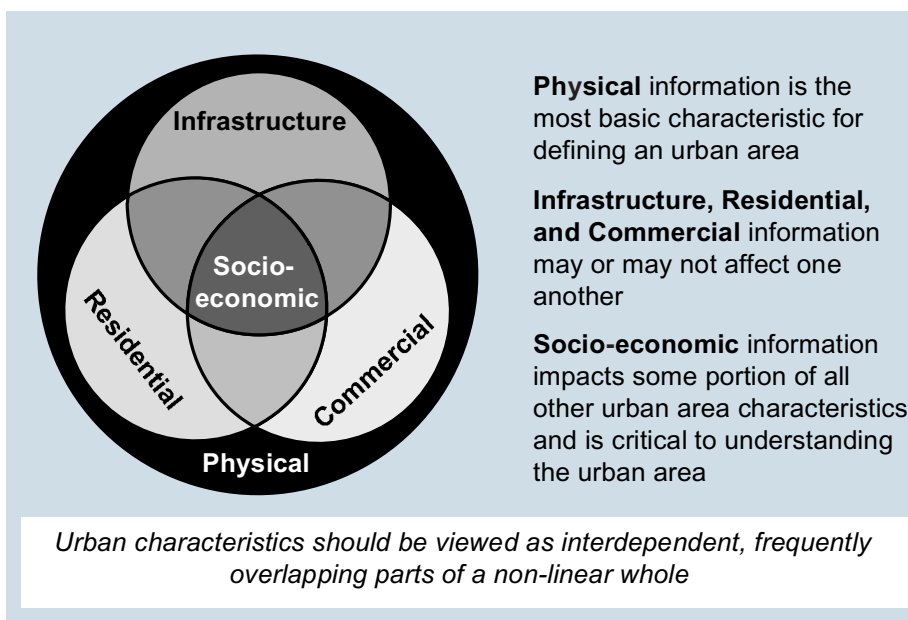 Infrastructure
Socio-
economic
Residential
Commercial
Physical
Physical information is the
most basic characteristic for
defining an urban area
Infrastructure, Residential,
and Commercial information
may or may not affect one
another
Socio-economic information
impacts some portion of all
other urban area characteristics
and is critical to understanding
the urban area
Urban characteristics should be viewed as interdependent, frequently
overlapping parts of a non-linear whole